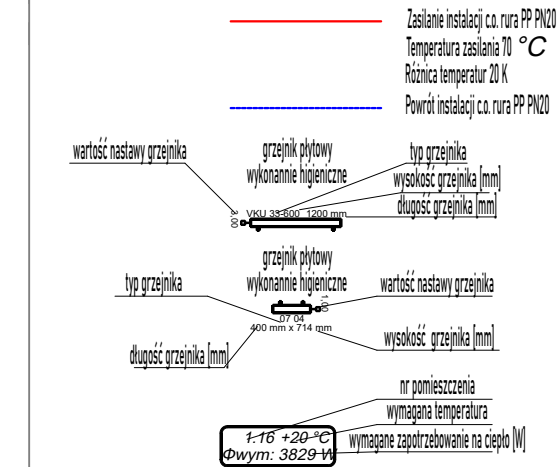 Zasilanie instalacji c.o. rura PP PN20
Temperatura zasilania 70 °C
Różnica temperatur 20 K
Powrót instalacji c.o. rura PP PN20
wartość nastawy grzejnika
grzejnik płytowy
wykonannie higieniczne
typ grzejnika
wysokość grzejnika [mm]
długość grzejnika [mm]
3.00
VKU 33-600 1200 mm
grzejnik płytowy
wykonannie higieniczne
typ grzejnika
wartość nastawy grzejnika
1.00
07 04
400 mm x 714 mm
wysokość grzejnika [mm]
długość grzejnika [mm]
nr pomieszczenia
wymagana temperatura
wymagane zapotrzebowanie na ciepło [W]
1.16 +20 °C
Φwym: 3829 W